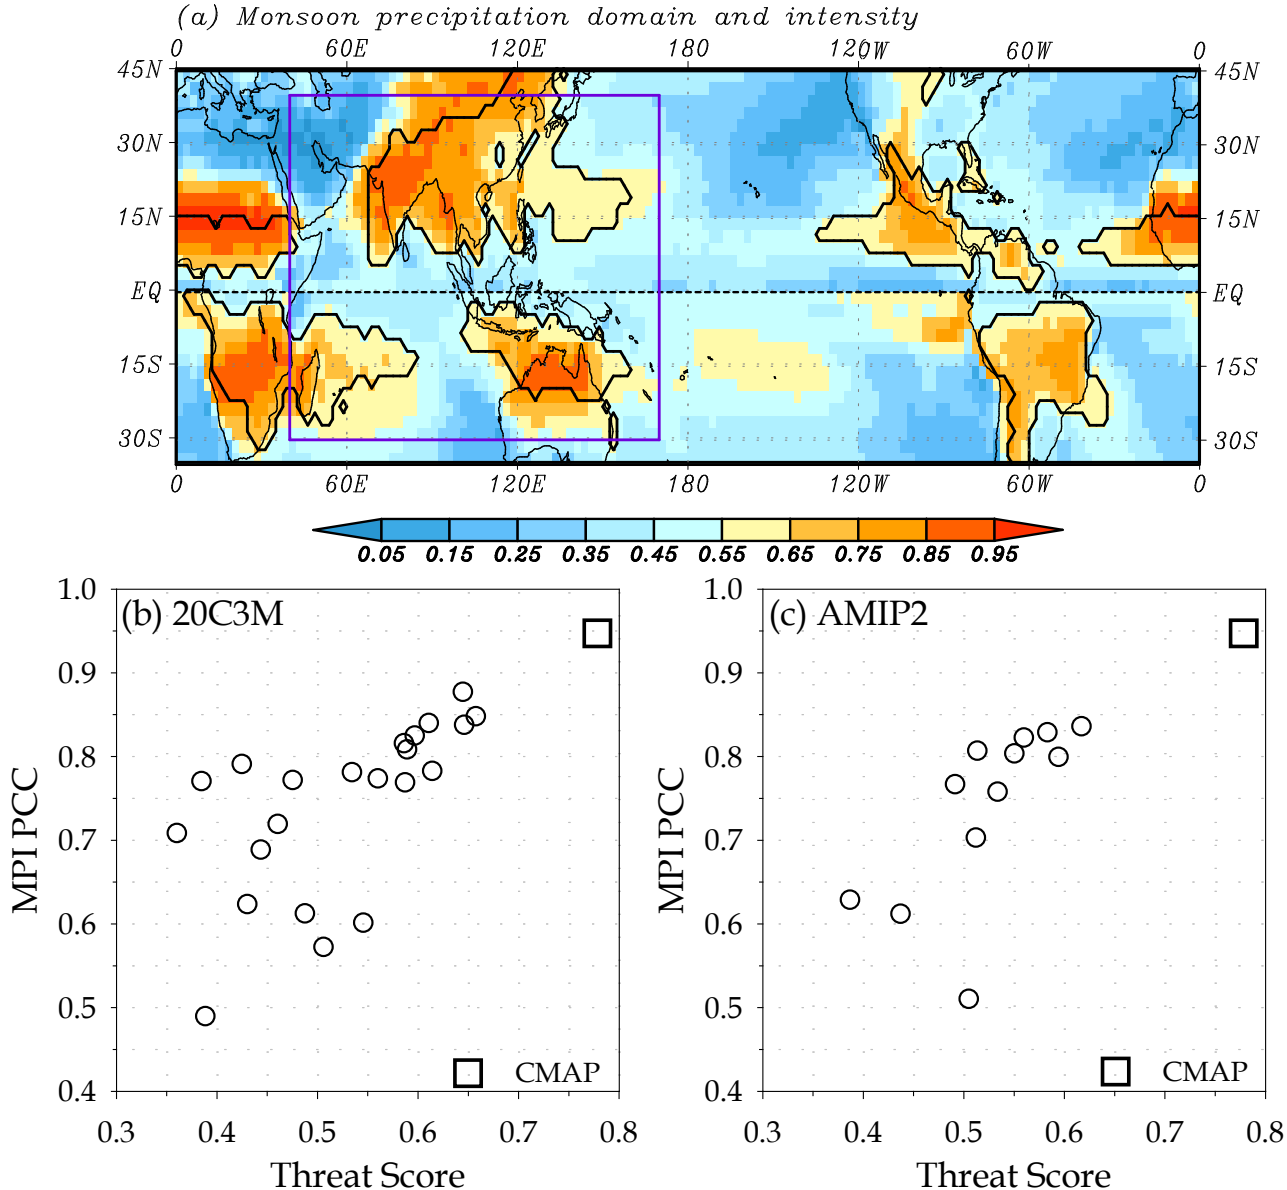 (a) Monsoon precipitation domain and intensity
0 60E 120E 180 120W 60W 0
45N 45N
30N 30N
15N 15N
EQ EQ
15S 15S
30S 30S
0 60E 120E 180 120W 60W 0
0.05 0.15 0.25 0.35 0.45 0.55 0.65 0.75 0.85 0.95
(b) 20C3M
1.0
0.9
0.8
0.7
0.6
0.5
0.4
MPI PCC
CMAP
0.3 0.4 0.5 0.6 0.7 0.8
Threat Score
(c) AMIP2
1.0
0.9
0.8
0.7
0.6
0.5
0.4
MPI PCC
CMAP
0.3 0.4 0.5 0.6 0.7 0.8
Threat Score